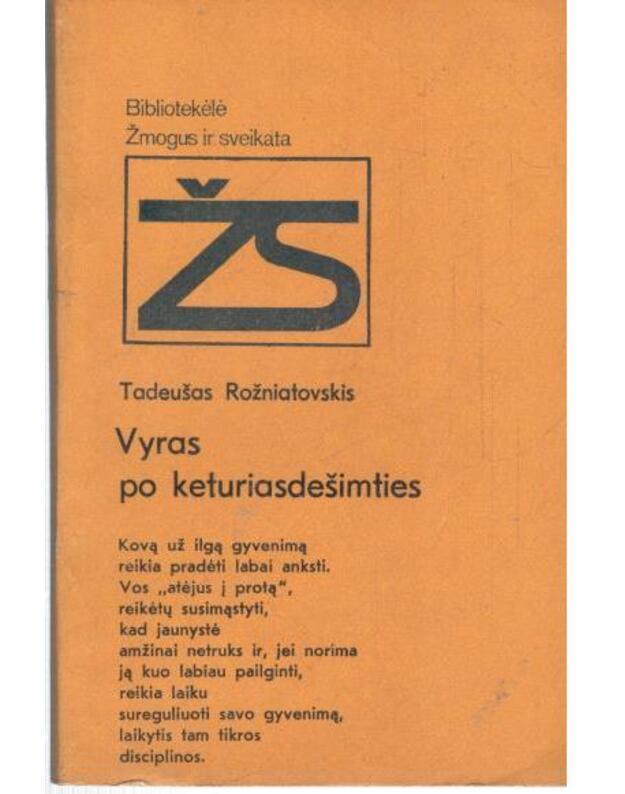 Bibliotekėlė
Žmogus ir sveikata
ŽS
Tadeušas Rožniatovskis
Vyras
po keturiasdešimties
Kovą už ilgą gyvenimą
reikia pradėti labai anksti.
Vos „atėjus į protą“,
reikėtų susimąstyti,
kad jaunystė
amžinai netruks ir, jei norima
ją kuo labiau pailginti,
reikia laiku
sureguliuoti savo gyvenimą,
laikytis tam tikros
disciplinos.